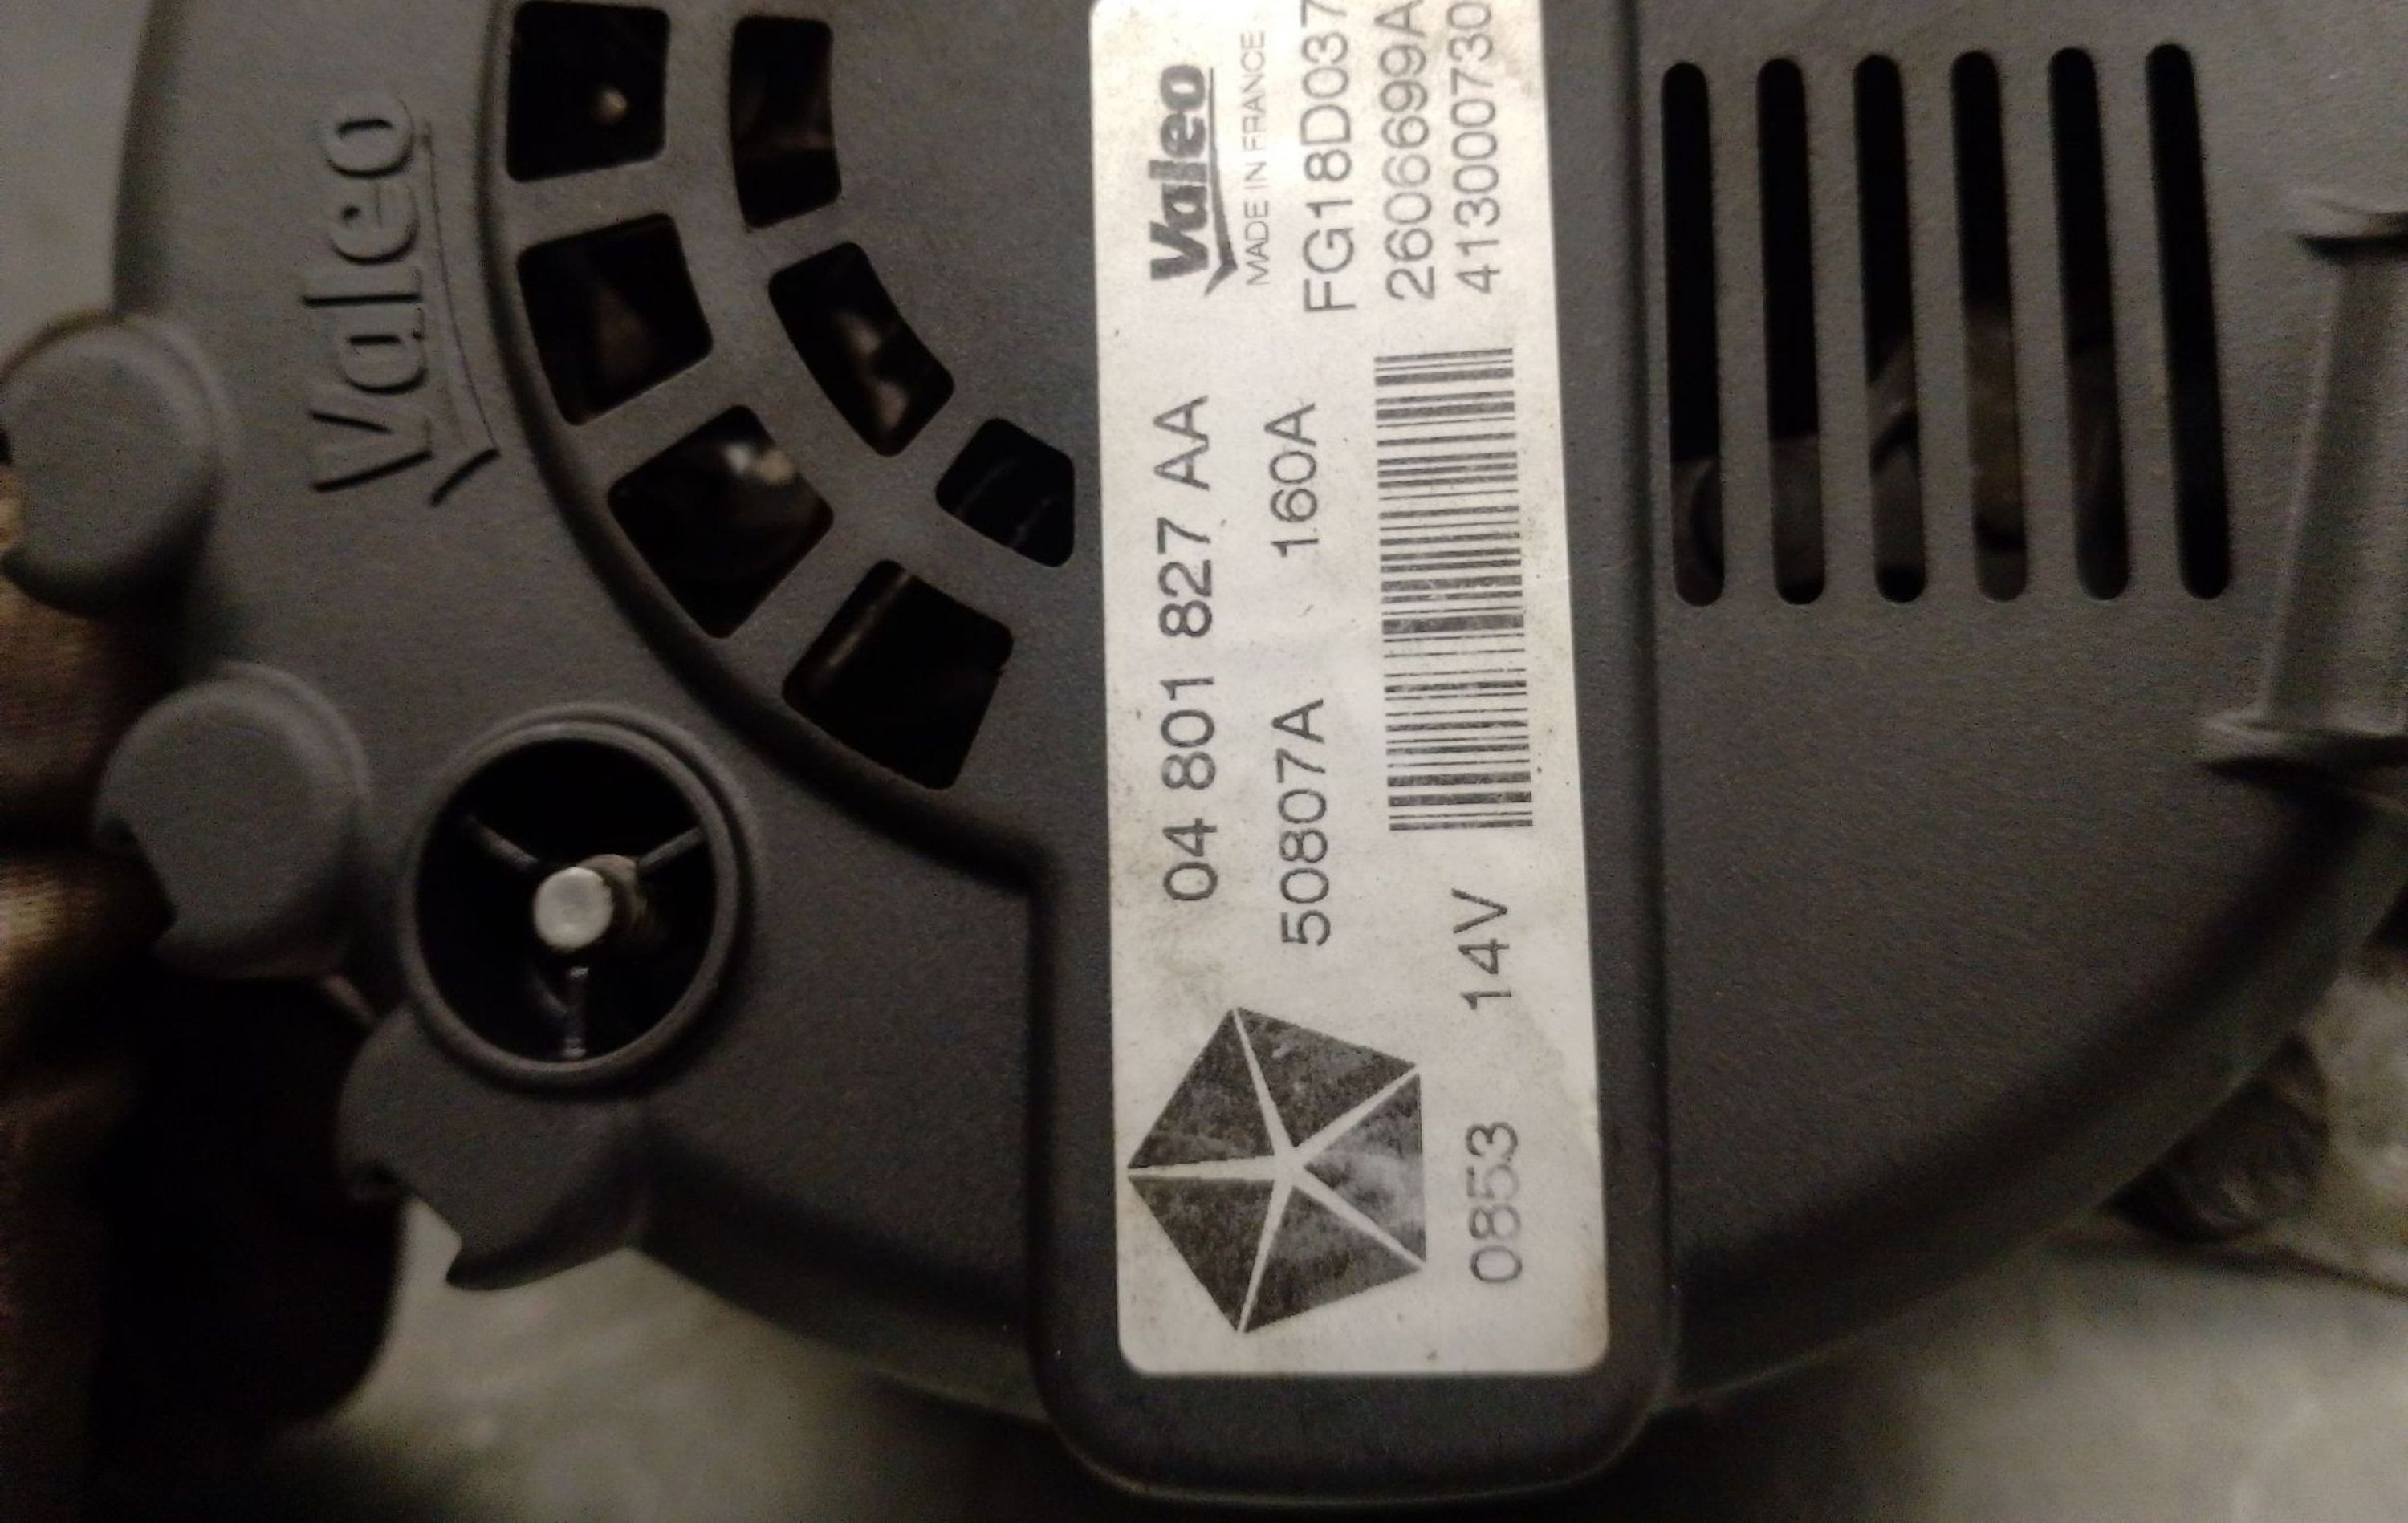 Valeo
Valeo
MADE IN FRANCE
04 801 827 AA
50807A 160A
FG18D037
2606699A
413000730
14V
0853